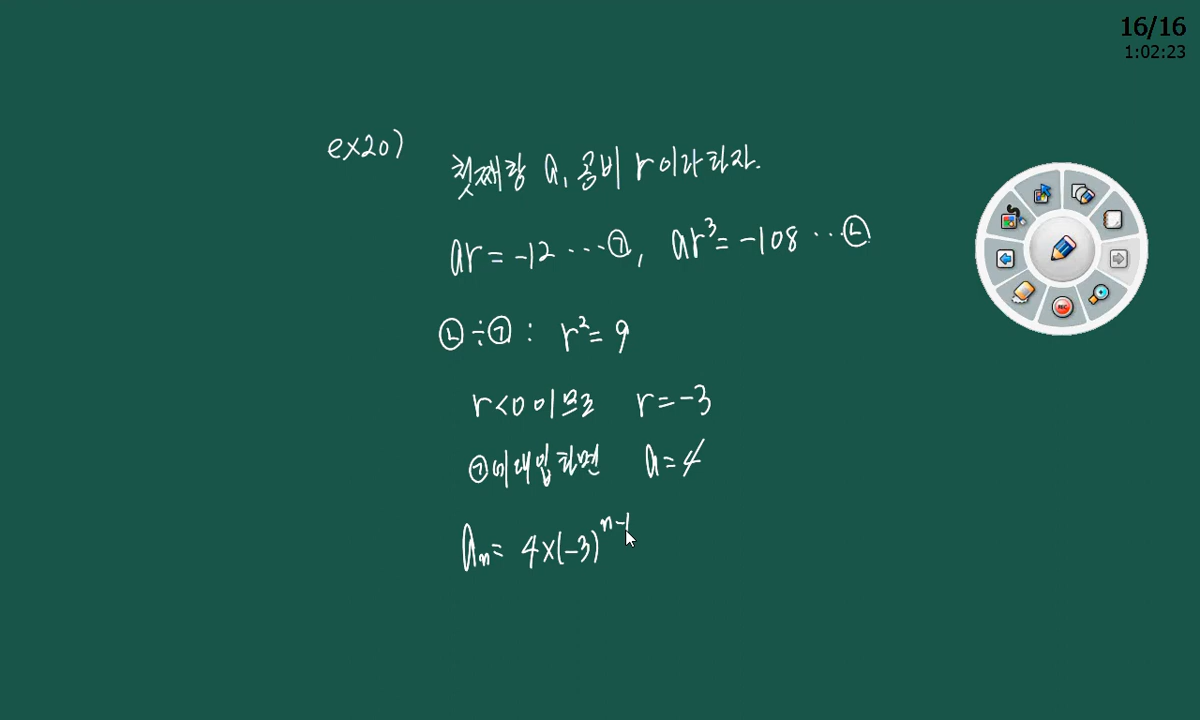 16/16
1:02:23
ex20)
첫째항 a, 공비 r이라 하자.
ar = -12 ⋯ ㉠, ar³ = -108 ⋯ ㉡
㉡÷㉠ : r² = 9
r<0 이므로 r = -3
㉠에 대입하면 a = 4
aₙ = 4×(-3)ⁿ⁻¹
REC